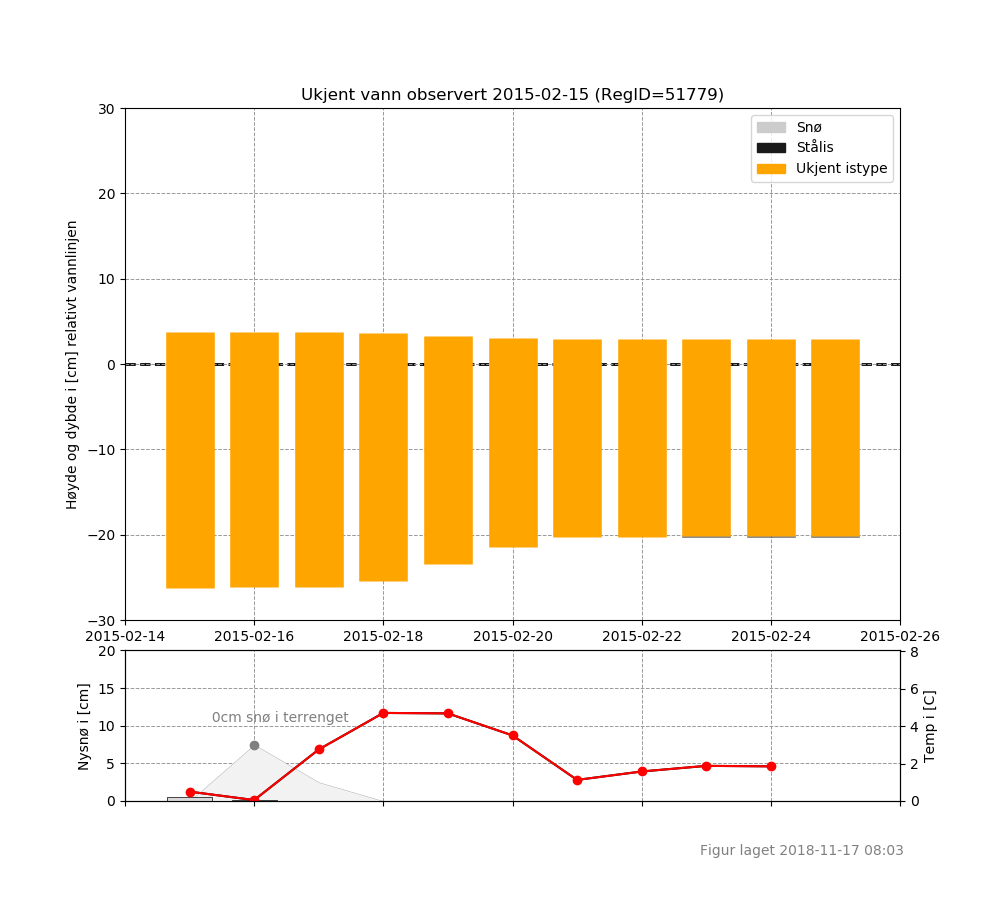 Ukjent vann observert 2015-02-15 (RegID=51779)
Høyde og dybde i [cm] relativt vannlinjen
30
20
10
0
−10
−20
−30
Snø
Stålis
Ukjent istype
2015-02-14 2015-02-16 2015-02-18 2015-02-20 2015-02-22 2015-02-24 2015-02-26
Nysnø i [cm]
20
15
10
5
0
0cm snø i terrenget
8
6
4
2
0
Temp i [C]
Figur laget 2018-11-17 08:03